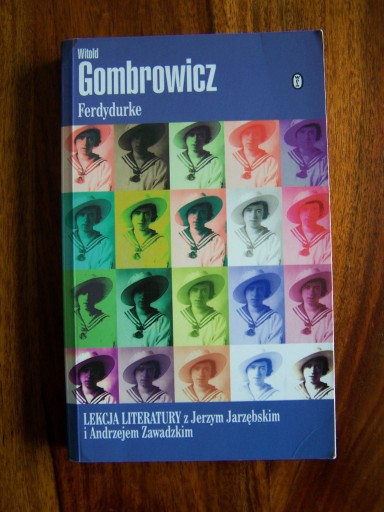 Witold
Gombrowicz
Ferdydurke
LEKCJA LITERATURY z Jerzym Jarzębskim
i Andrzejem Zawadzkim